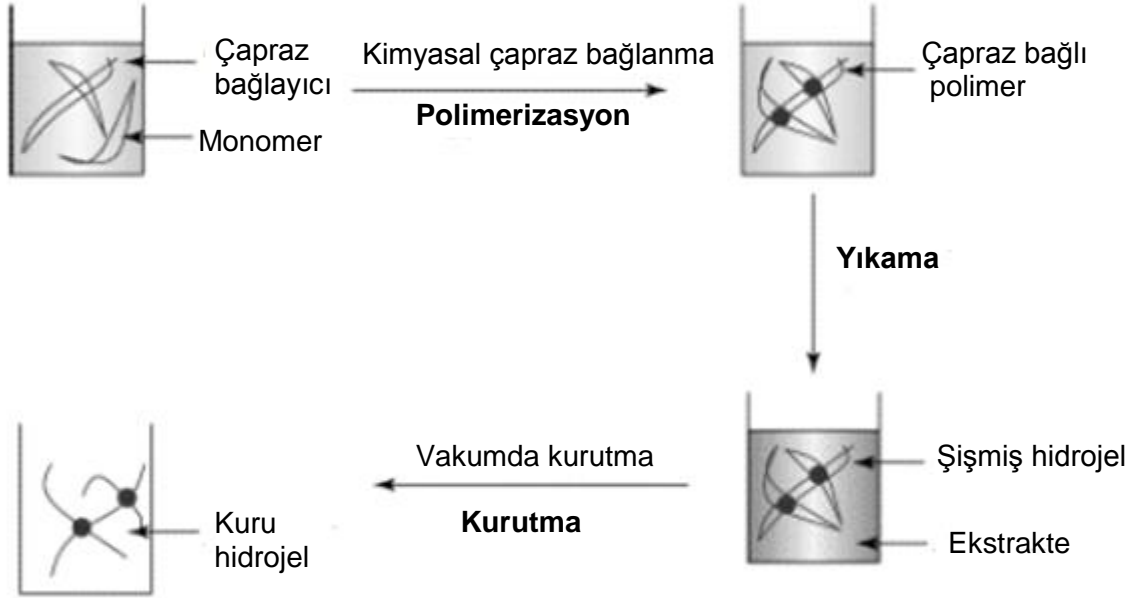 Çapraz
bağlayıcı
Monomer
Kimyasal çapraz bağlanma
Polimerizasyon
Çapraz bağlı
polimer
Yıkama
Şişmiş hidrojel
Ekstrakte
Vakumda kurutma
Kurutma
Kuru
hidrojel